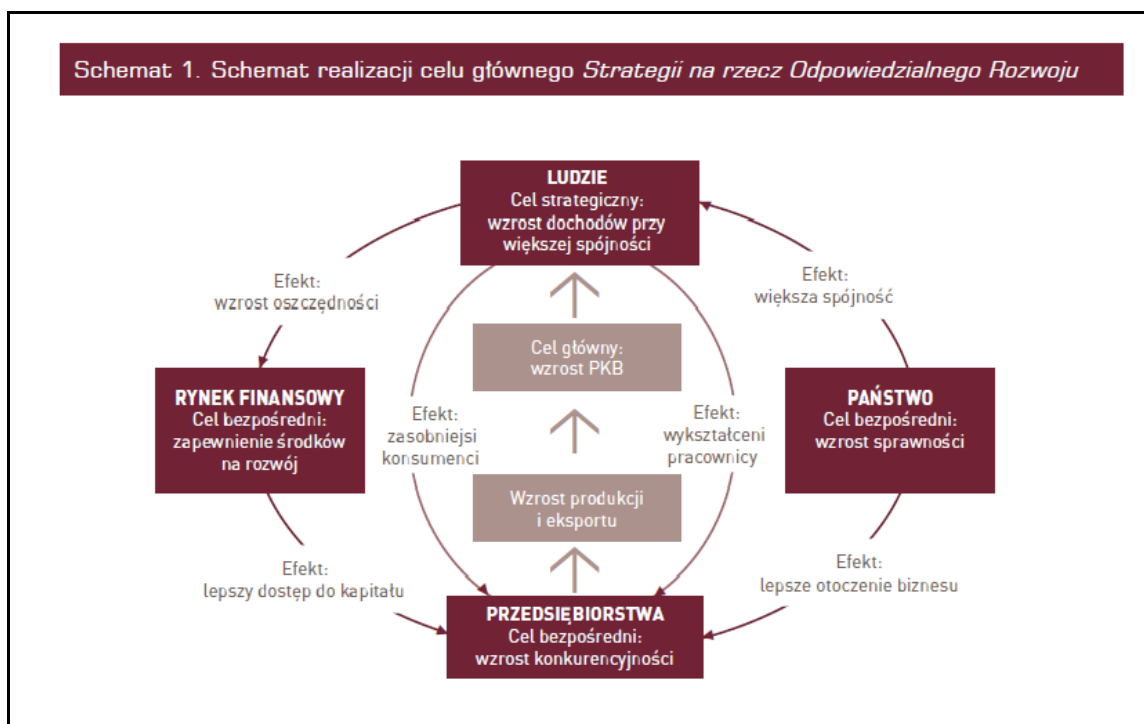 Schemat 1. Schemat realizacji celu głównego Strategii na rzecz Odpowiedzialnego Rozwoju
LUDZIE
Cel strategiczny:
wzrost dochodów przy
większej spójności
Efekt:
wzrost oszczędności
Efekt:
większa spójność
Cel główny:
wzrost PKB
RYNEK FINANSOWY
Cel bezpośredni:
zapewnienie środków
na rozwój
Efekt:
zasobniejsi
konsumenci
Efekt:
wykształceni
pracownicy
PAŃSTWO
Cel bezpośredni:
wzrost sprawności
Wzrost produkcji
i eksportu
Efekt:
lepszy dostęp do kapitału
Efekt:
lepsze otoczenie biznesu
PRZEDSIĘBIORSTWA
Cel bezpośredni:
wzrost konkurencyjności